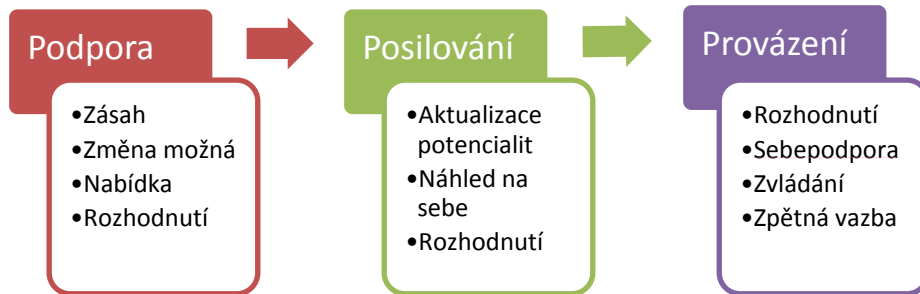 Podpora
•Zásah
•Změna možná
•Nabídka
•Rozhodnutí
Posilování
•Aktualizace
potencialit
•Náhled na
sebe
•Rozhodnutí
Provázení
•Rozhodnutí
•Sebepodpora
•Zvládání
•Zpětná vazba